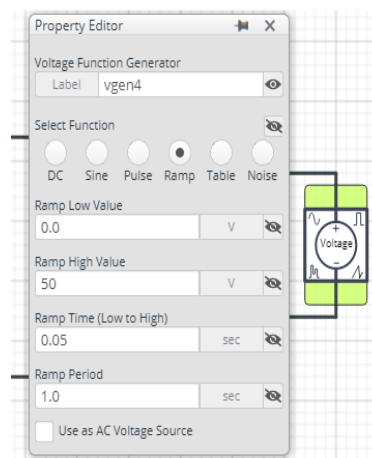 Property Editor
Voltage Function Generator
Label vgen4
Select Function
DC Sine Pulse Ramp Table Noise
Ramp Low Value
0.0 V
Ramp High Value
50 V
Ramp Time (Low to High)
0.05 sec
Ramp Period
1.0 sec
Use as AC Voltage Source
+
Voltage
−